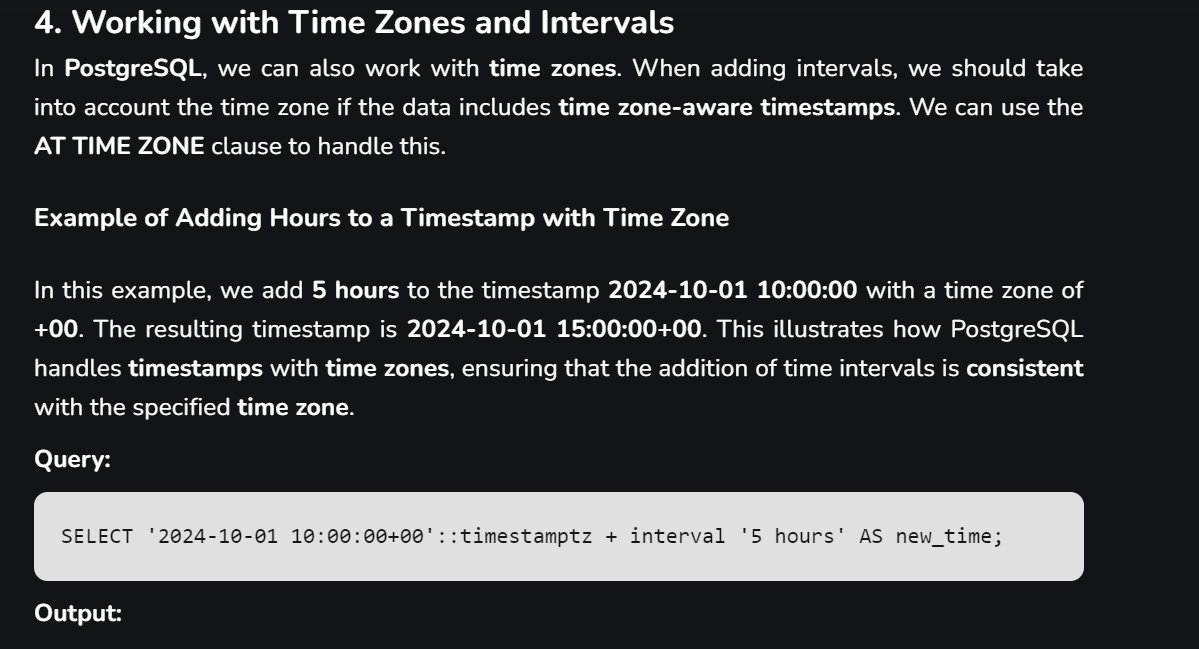 4. Working with Time Zones and Intervals
In PostgreSQL, we can also work with time zones. When adding intervals, we should take
into account the time zone if the data includes time zone-aware timestamps. We can use the
AT TIME ZONE clause to handle this.
Example of Adding Hours to a Timestamp with Time Zone
In this example, we add 5 hours to the timestamp 2024-10-01 10:00:00 with a time zone of
+00. The resulting timestamp is 2024-10-01 15:00:00+00. This illustrates how PostgreSQL
handles timestamps with time zones, ensuring that the addition of time intervals is consistent
with the specified time zone.
Query:
SELECT '2024-10-01 10:00:00+00'::timestamptz + interval '5 hours' AS new_time;
Output: